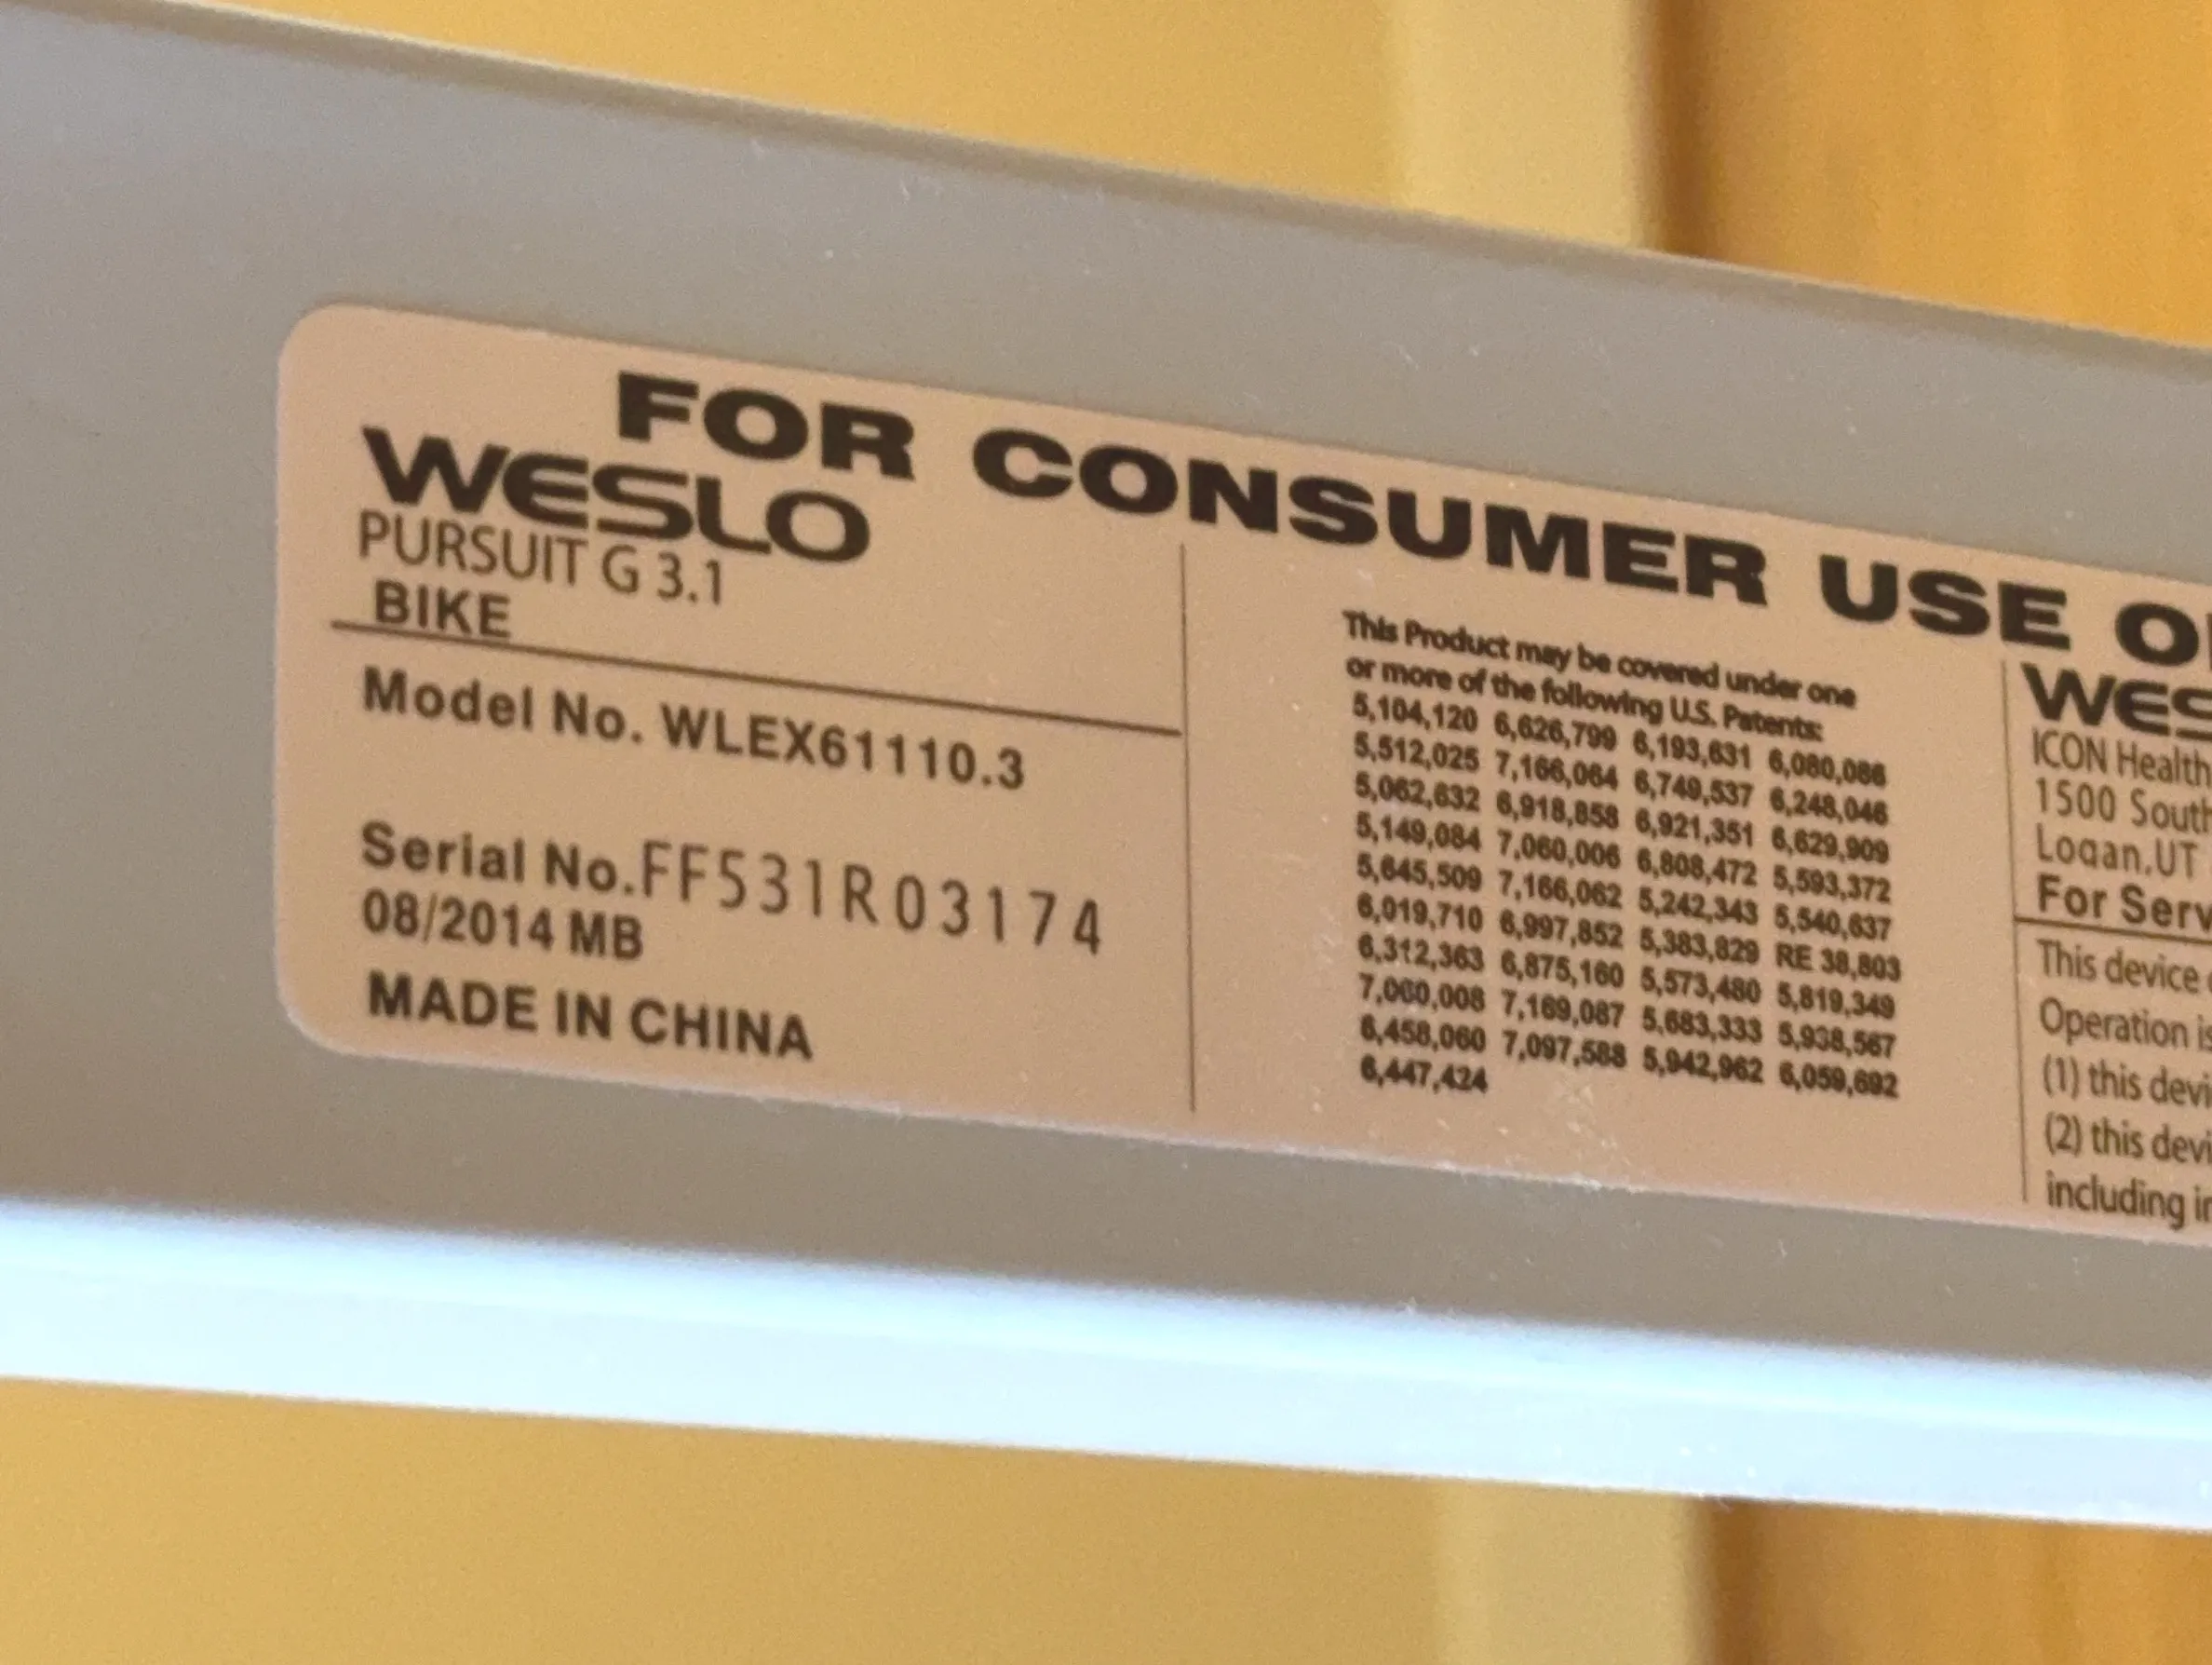 FOR CONSUMER USE
WESLO
PURSUIT G 3.1
BIKE
Model No. WLEX61110.3
Serial No.FF531R03174
08/2014 MB
MADE IN CHINA
This Product may be covered under one
or more of the following U.S. Patents:
5,104,120 6,626,799 6,193,631 6,080,086
5,512,025 7,166,064 6,749,537 6,248,046
5,062,632 6,918,858 6,921,351 6,629,909
5,149,084 7,060,006 6,808,472 5,593,372
5,645,509 7,166,062 5,242,343 5,540,637
6,019,710 6,997,852 5,383,829 RE 38,803
6,312,363 6,875,160 5,573,480 5,819,349
7,060,008 7,169,087 5,683,333 5,938,567
6,458,060 7,097,588 5,942,962 6,059,692
6,447,424
WES
ICON Health
1500 South
Logan,UT
For Serv
This device
Operation is
(1) this devi
(2) this devi
including in